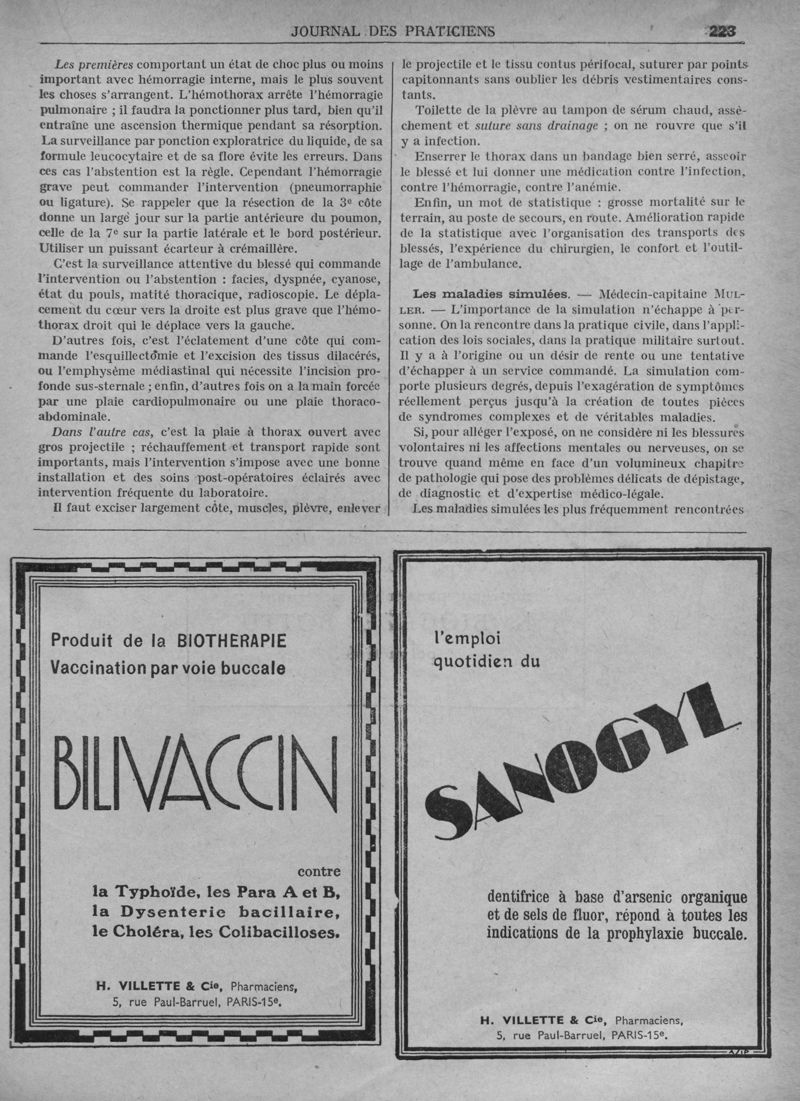 JOURNAL DES PRATICIENS 223
Les premières comportant un état de choc plus ou moins
important avec hémorragie interne, mais le plus souvent
les choses s'arrangent. L'hémothorax arrête l'hémorragie
pulmonaire ; il faudra la ponctionner plus tard, bien qu'il
entraîne une ascension thermique pendant sa résorption.
La surveillance par ponction exploratrice du liquide, de sa
formule leucocytaire et de sa flore évite les erreurs. Dans
ces cas l'abstention est la règle. Cependant l'hémorragie
grave peut commander l'intervention (pneumorraphie
ou ligature). Se rappeler que la résection de la 3e côte
donne un large jour sur la partie antérieure du poumon,
celle de la 7e sur la partie latérale et le bord postérieur.
Utiliser un puissant écarteur à crémaillère.
C'est la surveillance attentive du blessé qui commande
l'intervention ou l'abstention : facies, dyspnée, cyanose,
état du pouls, matité thoracique, radioscopie. Le dépla-
cement du cœur vers la droite est plus grave que l'hémo-
thorax droit qui le déplace vers la gauche.
D'autres fois, c'est l'éclatement d'une côte qui com-
mande l'esquillectomie et l'excision des tissus dilacérés,
ou l'emphysème médiastinal qui nécessite l'incision pro-
fonde sus-sternale ; enfin, d'autres fois on a la main forcée
par une plaie cardiopulmonaire ou une plaie thoraco-
abdominale.
Dans l'autre cas, c'est la plaie à thorax ouvert avec
gros projectile ; réchauffement et transport rapide sont
importants, mais l'intervention s'impose avec une bonne
installation et des soins post-opératoires éclairés avec
intervention fréquente du laboratoire.
Il faut exciser largement côte, muscles, plèvre, enlever
le projectile et le tissu contus périfocal, suturer par points
capitonnants sans oublier les débris vestimentaires cons-
tants.
Toilette de la plèvre au tampon de sérum chaud, assè-
chement et suture sans drainage ; on ne rouvre que s'il
y a infection.
Enserrer le thorax dans un bandage bien serré, asseoir
le blessé et lui donner une médication contre l'infection,
contre l'hémorragie, contre l'anémie.
Enfin, un mot de statistique : grosse mortalité sur le
terrain, au poste de secours, en route. Amélioration rapide
de la statistique avec l'organisation des transports des
blessés, l'expérience du chirurgien, le confort et l'outil-
lage de l'ambulance.
Les maladies simulées. — Médecin-capitaine MUL-
LER. — L'importance de la simulation n'échappe à per-
sonne. On la rencontre dans la pratique civile, dans l'appli-
cation des lois sociales, dans la pratique militaire surtout.
Il y a à l'origine ou un désir de rente ou une tentative
d'échapper à un service commandé. La simulation com-
porte plusieurs degrés, depuis l'exagération de symptômes
réellement perçus jusqu'à la création de toutes pièces
de syndromes complexes et de véritables maladies.
Si, pour alléger l'exposé, on ne considère ni les blessures
volontaires ni les affections mentales ou nerveuses, on se
trouve quand même en face d'un volumineux chapitre
de pathologie qui pose des problèmes délicats de dépistage,
de diagnostic et d'expertise médico-légale.
Les maladies simulées les plus fréquemment rencontrées
Produit de la BIOTHERAPIE
Vaccination par voie buccale
BILIVACCIN
contre
la Typhoïde, les Para A et B,
la Dysenterie bacillaire,
le Choléra, les Colibacilloses.
H. VILLETTE & Cie, Pharmaciens,
5, rue Paul-Barruel, PARIS-15e.
l'emploi
quotidien du
SANOGYL
dentifrice à base d'arsenic organique
et de sels de fluor, répond à toutes les
indications de la prophylaxie buccale.
H. VILLETTE & Cie, Pharmaciens,
5, rue Paul-Barruel, PARIS-15e.